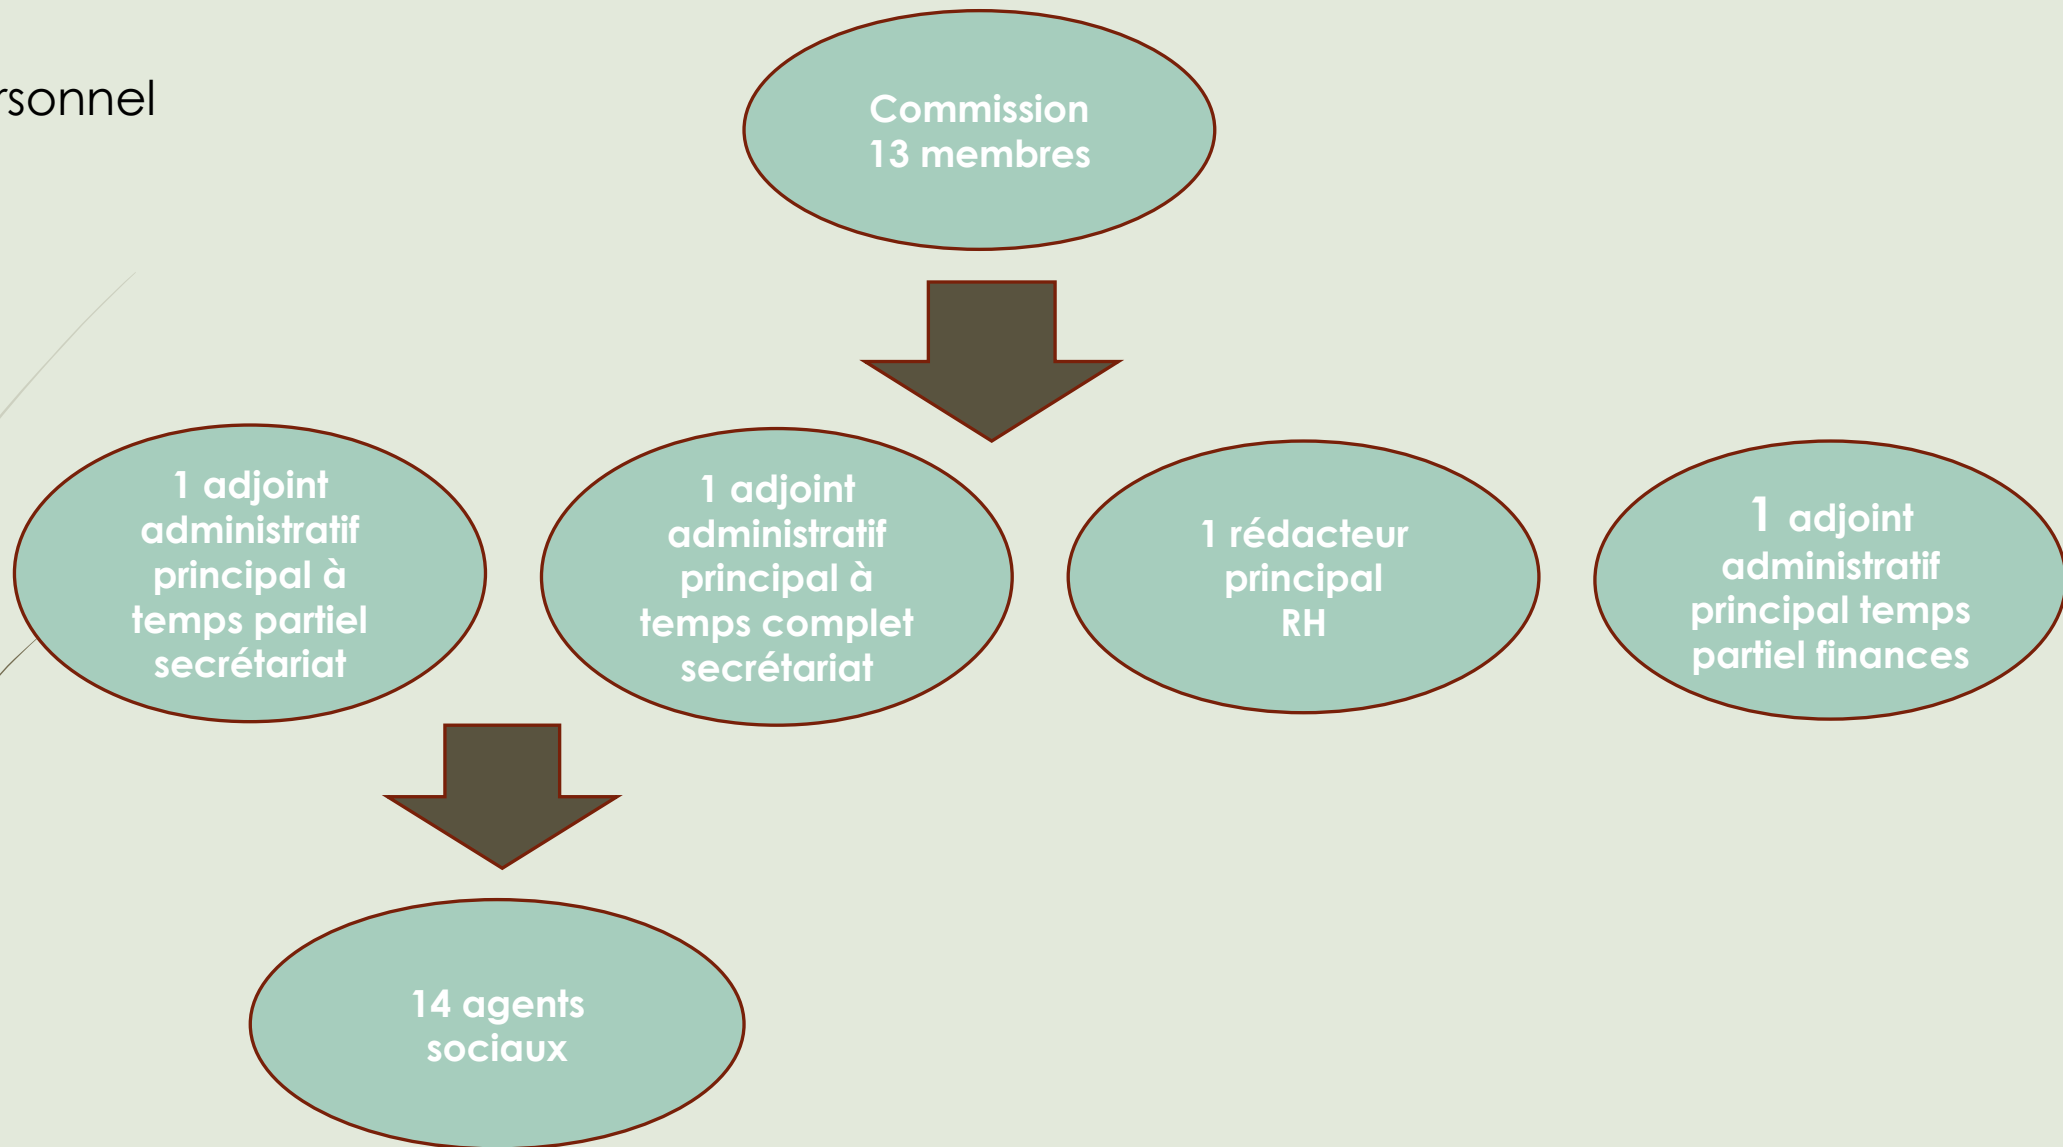 rsonnel
Commission
13 membres
1 adjoint
administratif
principal à
temps partiel
secrétariat
1 adjoint
administratif
principal à
temps complet
secrétariat
1 rédacteur
principal
RH
1 adjoint
administratif
principal temps
partiel finances
14 agents
sociaux